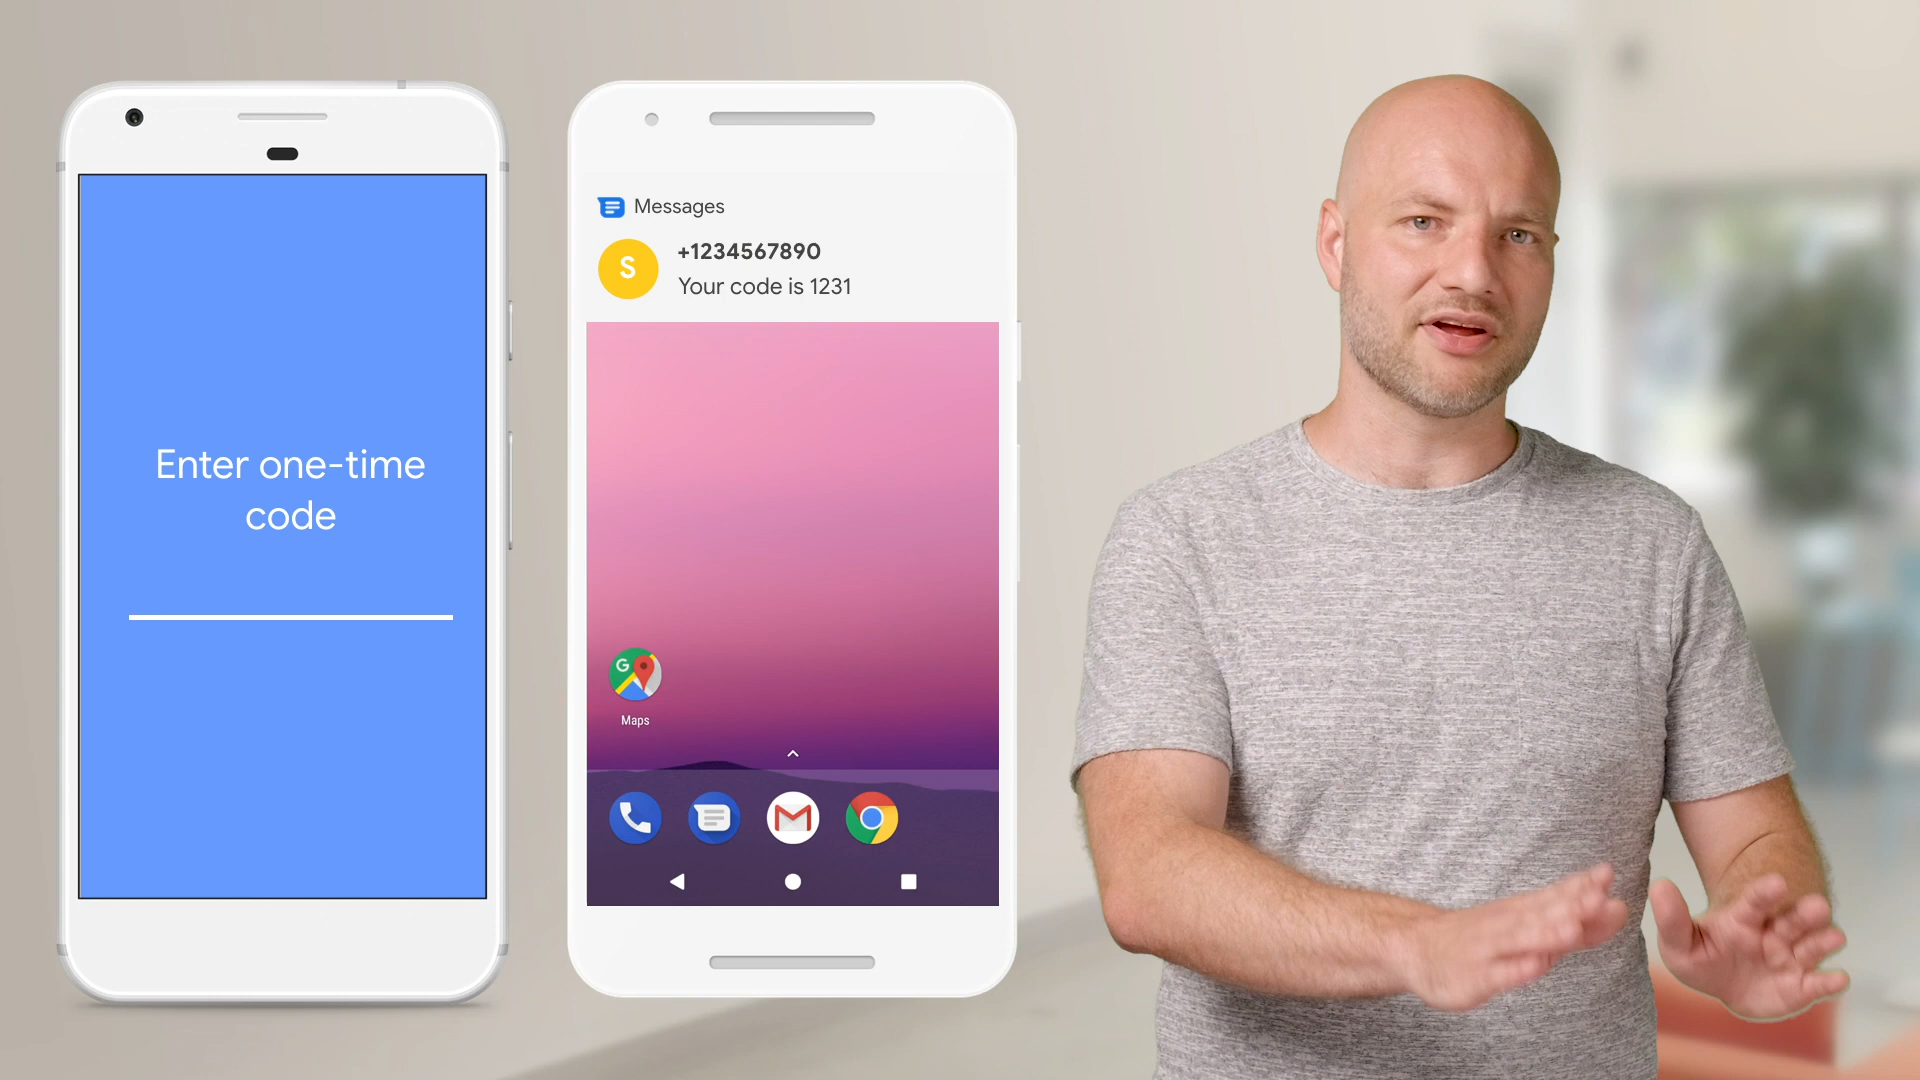 Enter one-time
code
Messages
S
+1234567890
Your code is 1231
G
Maps